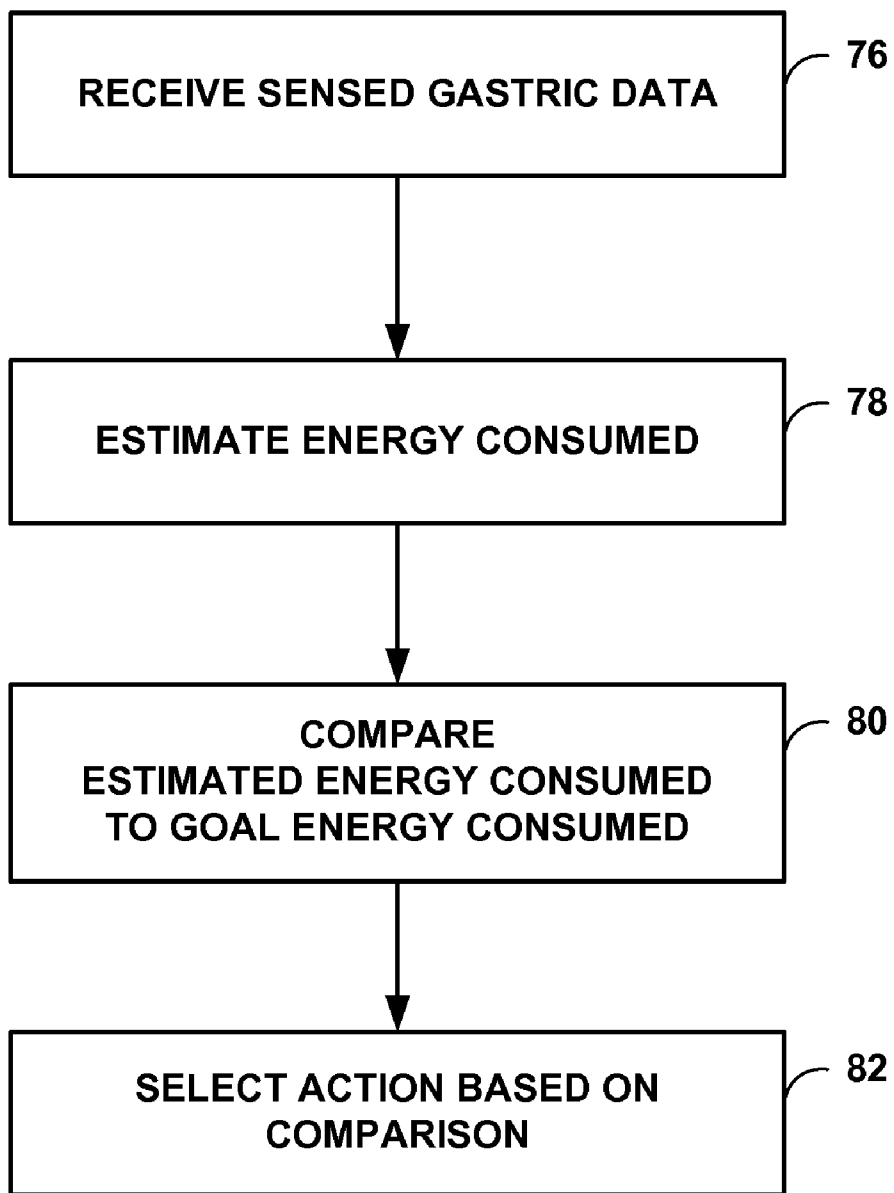 76
RECEIVE SENSED GASTRIC DATA
78
ESTIMATE ENERGY CONSUMED
80
COMPARE
ESTIMATED ENERGY CONSUMED
TO GOAL ENERGY CONSUMED
82
SELECT ACTION BASED ON
COMPARISON